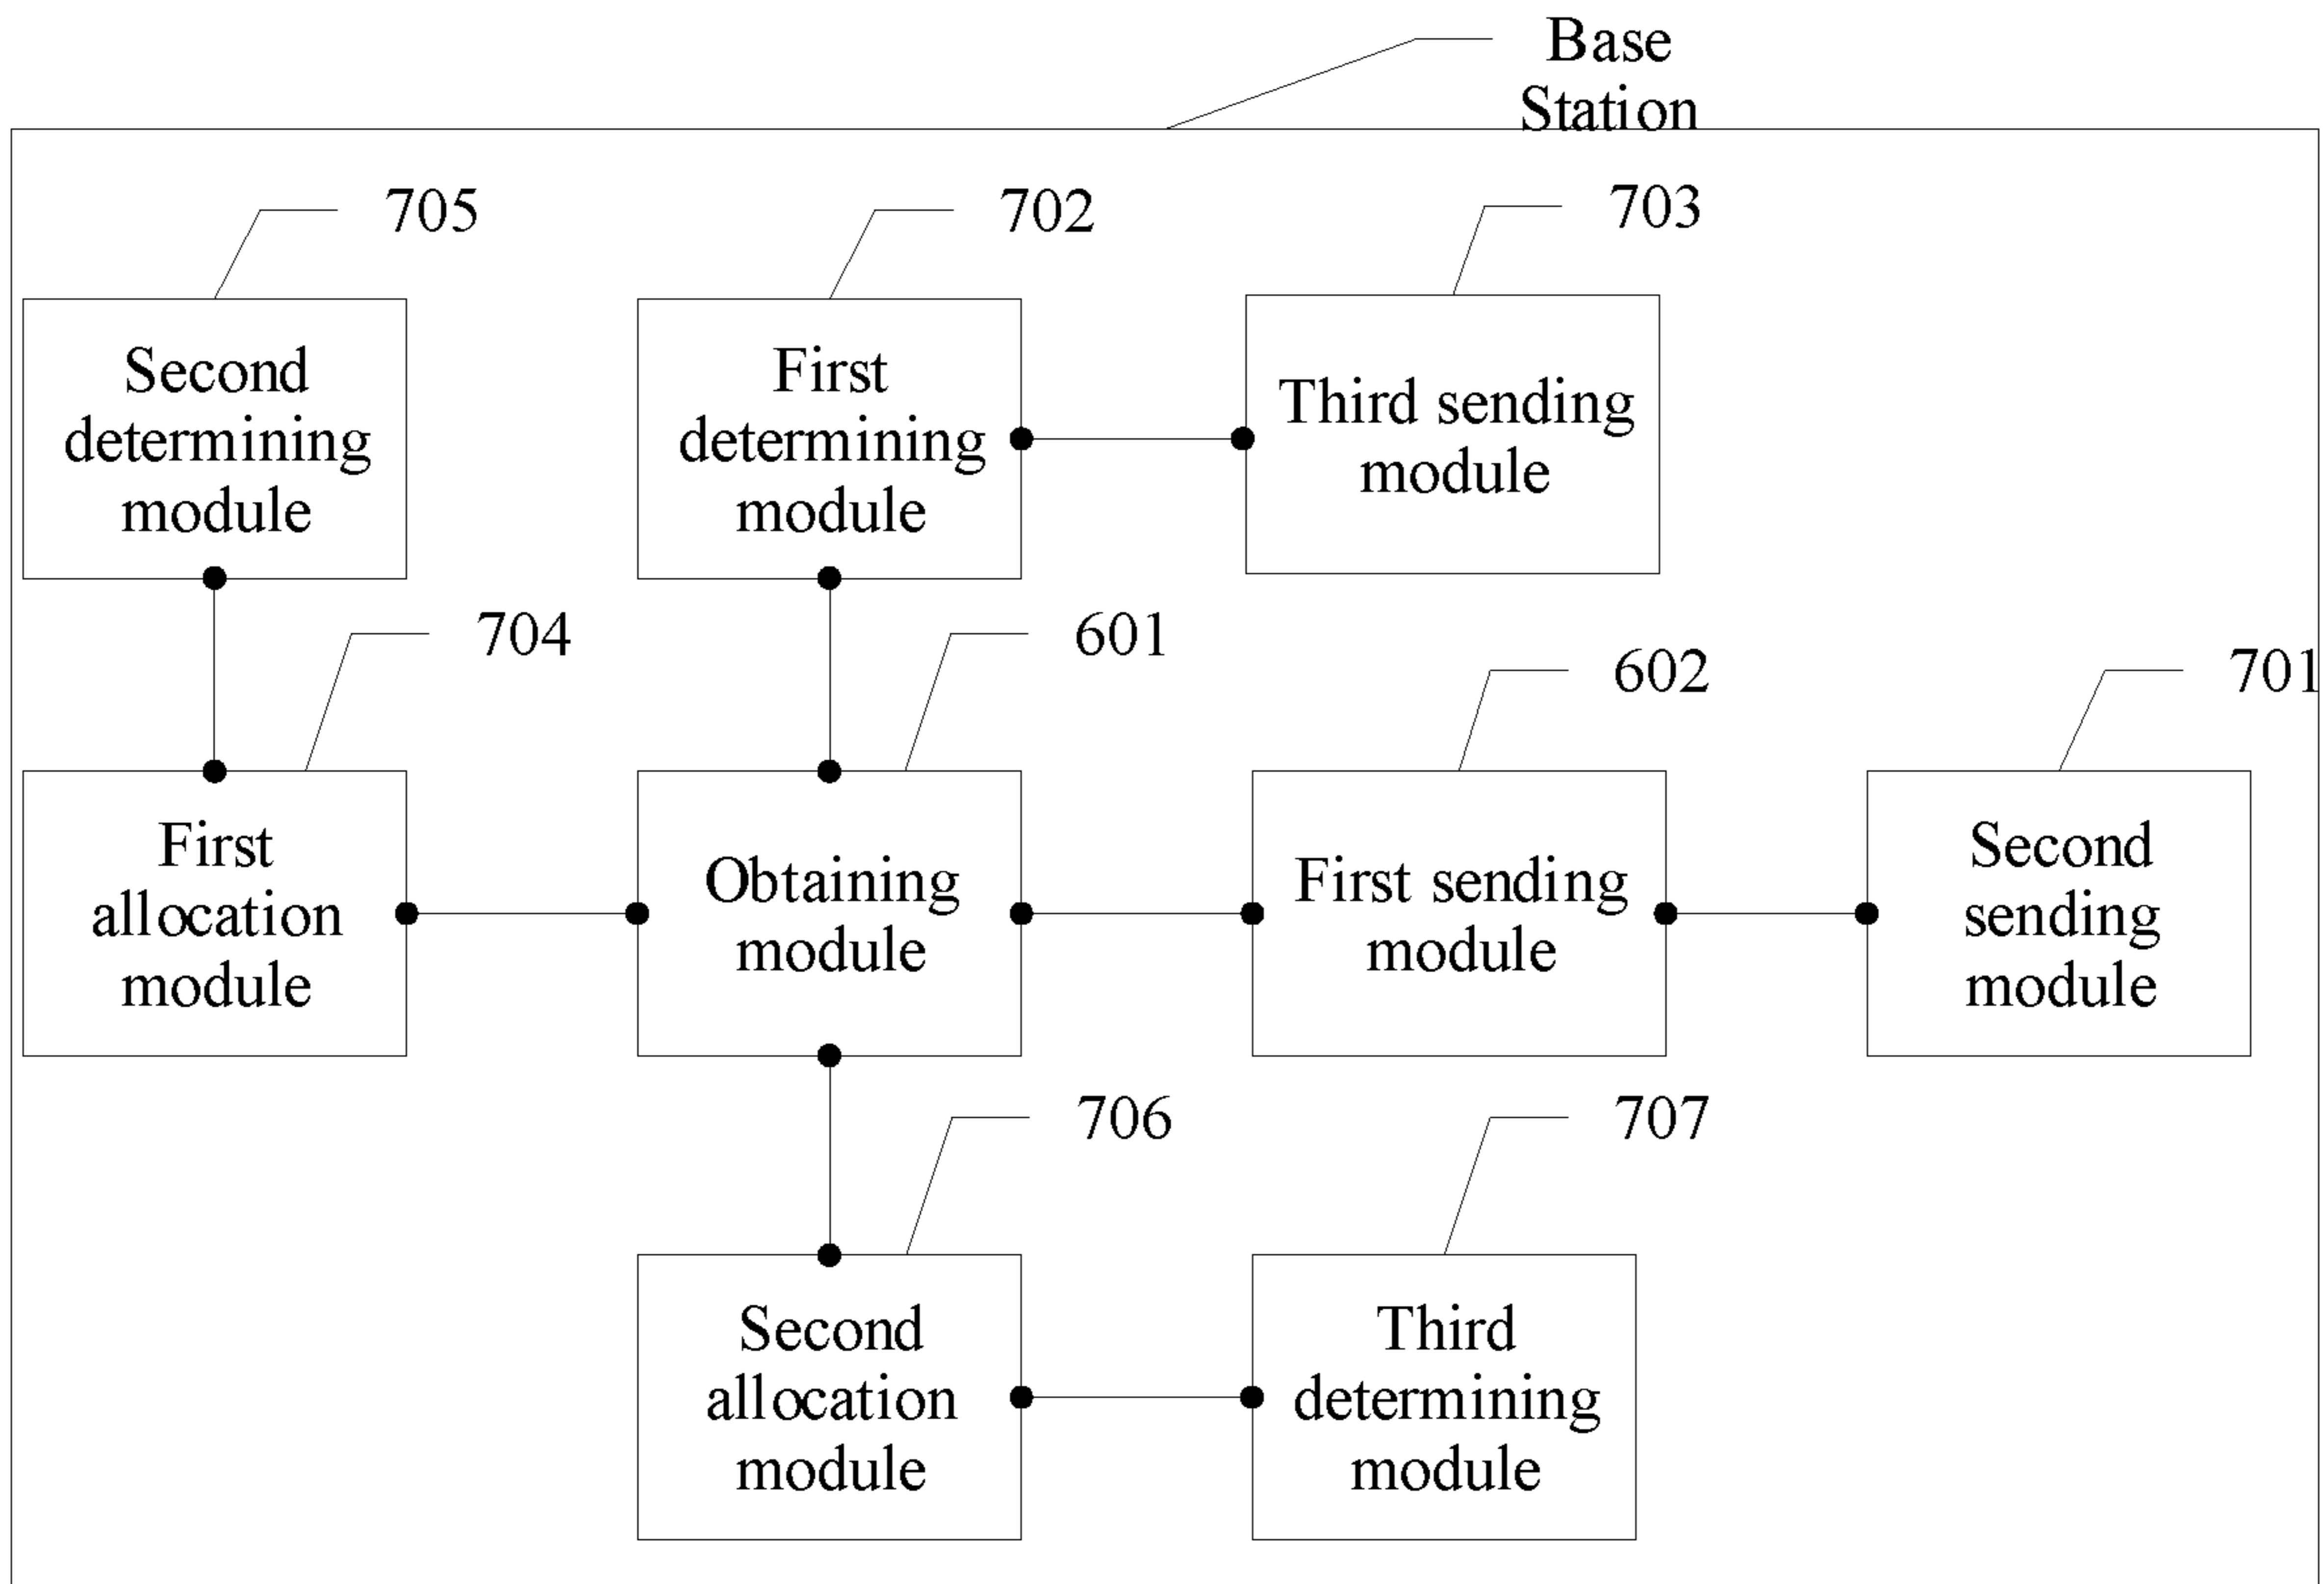 Base
Station
705
702
703
Second
determining
module
First
determining
module
Third sending
module
704
601
602
701
First
allocation
module
Obtaining
module
First sending
module
Second
sending
module
706
707
Second
allocation
module
Third
determining
module